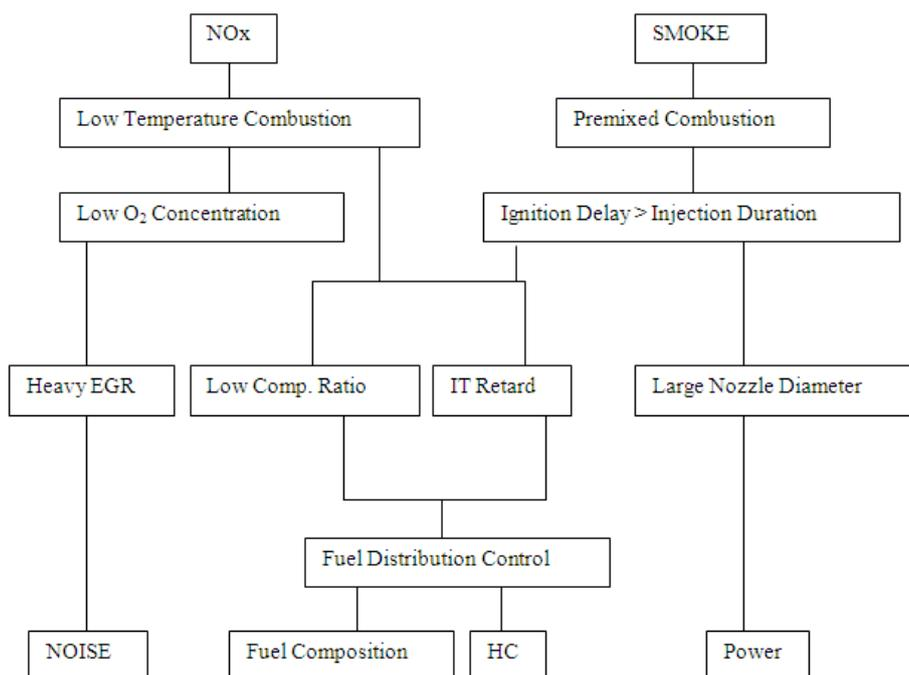 NOx
SMOKE
Low Temperature Combustion
Premixed Combustion
Low O₂ Concentration
Ignition Delay > Injection Duration
Heavy EGR
Low Comp. Ratio
IT Retard
Large Nozzle Diameter
Fuel Distribution Control
NOISE
Fuel Composition
HC
Power